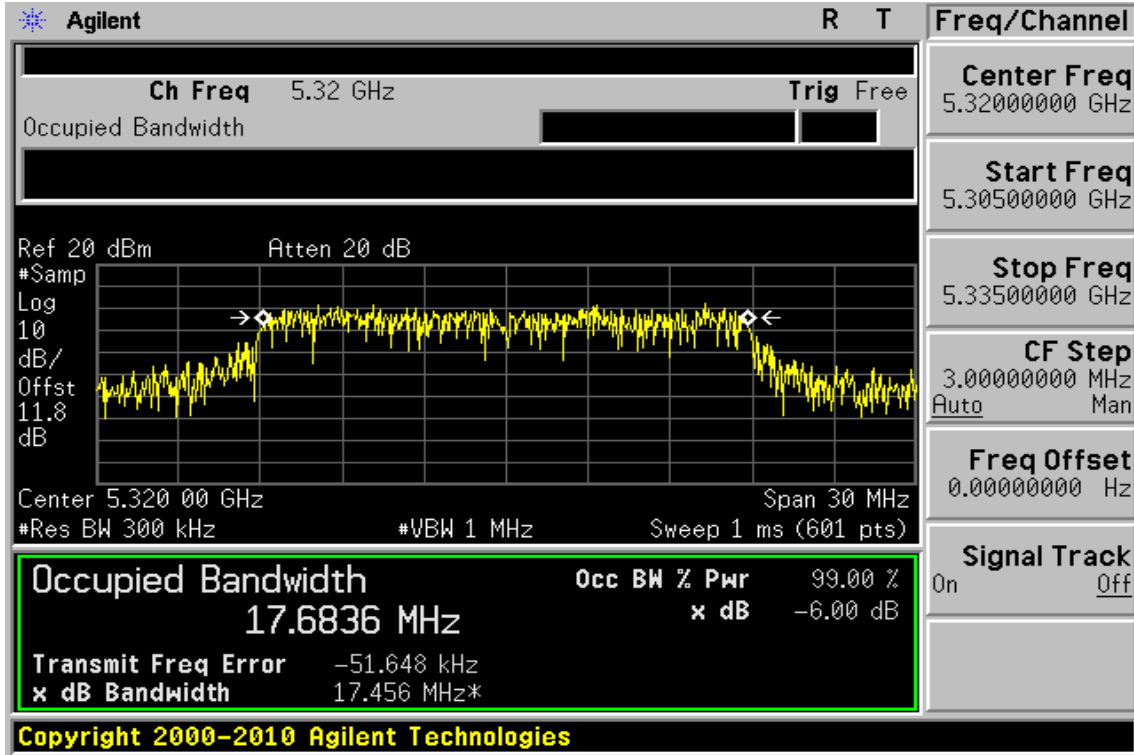 Agilent R T Freq/Channel
Ch Freq 5.32 GHz Trig Free
Occupied Bandwidth
Center Freq
5.32000000 GHz
Start Freq
5.30500000 GHz
Stop Freq
5.33500000 GHz
CF Step
3.00000000 MHz
Auto Man
Freq Offset
0.00000000 Hz
Signal Track
On Off
Ref 20 dBm Atten 20 dB
#Samp
Log
10
dB/
Offst
11.8
dB
Center 5.320 00 GHz Span 30 MHz
#Res BW 300 kHz #VBW 1 MHz Sweep 1 ms (601 pts)
Occupied Bandwidth Occ BW % Pwr 99.00 %
17.6836 MHz x dB -6.00 dB
Transmit Freq Error -51.648 kHz
x dB Bandwidth 17.456 MHz*
Copyright 2000-2010 Agilent Technologies